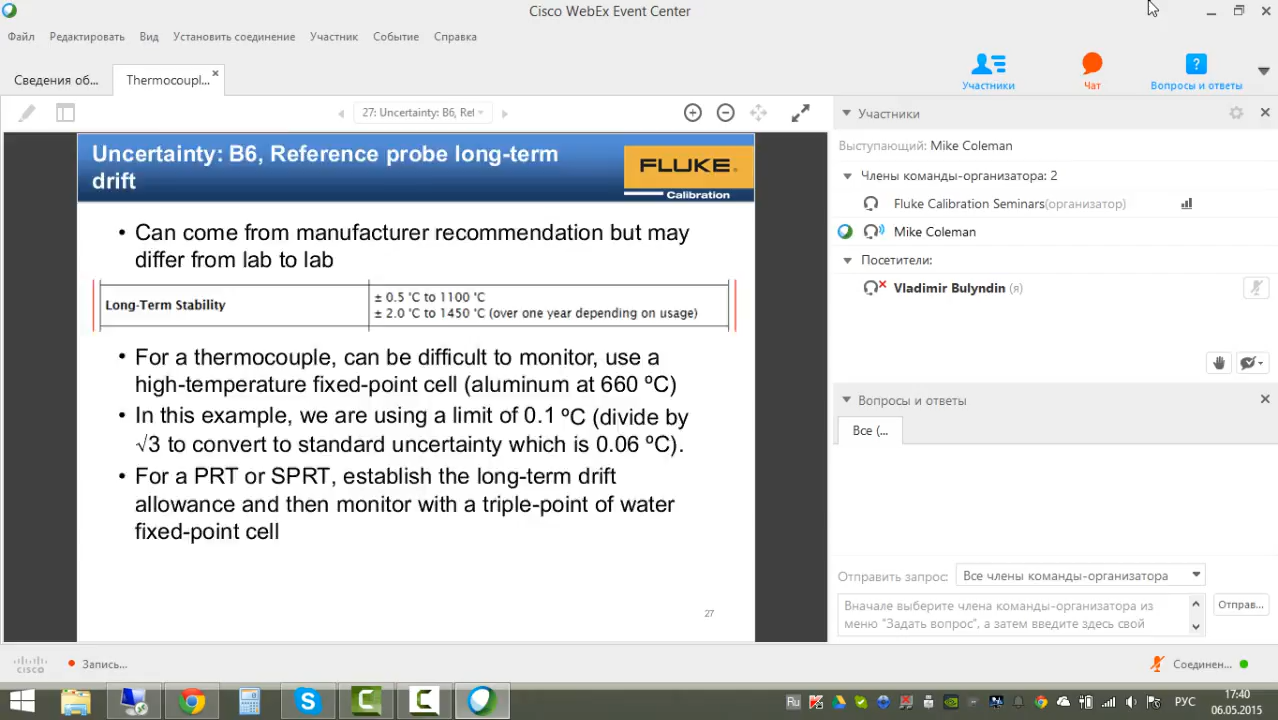 Cisco WebEx Event Center
Файл Редактировать Вид Установить соединение Участник Событие Справка
Сведения об... Thermocoupl...
Участники Чат Вопросы и ответы
27: Uncertainty: B6, Ref
Uncertainty: B6, Reference probe long-term
drift
FLUKE®
Calibration
• Can come from manufacturer recommendation but may
differ from lab to lab
Long-Term Stability
± 0.5 °C to 1100 °C
± 2.0 °C to 1450 °C (over one year depending on usage)
• For a thermocouple, can be difficult to monitor, use a
high-temperature fixed-point cell (aluminum at 660 ºC)
• In this example, we are using a limit of 0.1 ºC (divide by
√3 to convert to standard uncertainty which is 0.06 ºC).
• For a PRT or SPRT, establish the long-term drift
allowance and then monitor with a triple-point of water
fixed-point cell
27
Участники
Выступающий: Mike Coleman
Члены команды-организатора: 2
Fluke Calibration Seminars(организатор)
Mike Coleman
Посетители:
Vladimir Bulyndin (я)
Вопросы и ответы
Все (...
Отправить запрос: Все члены команды-организатора
Вначале выберите члена команды-организатора из
меню "Задать вопрос", а затем введите здесь свой
Отправ...
cisco
Запись...
Соединен...
Ru
РУС
17:40
06.05.2015